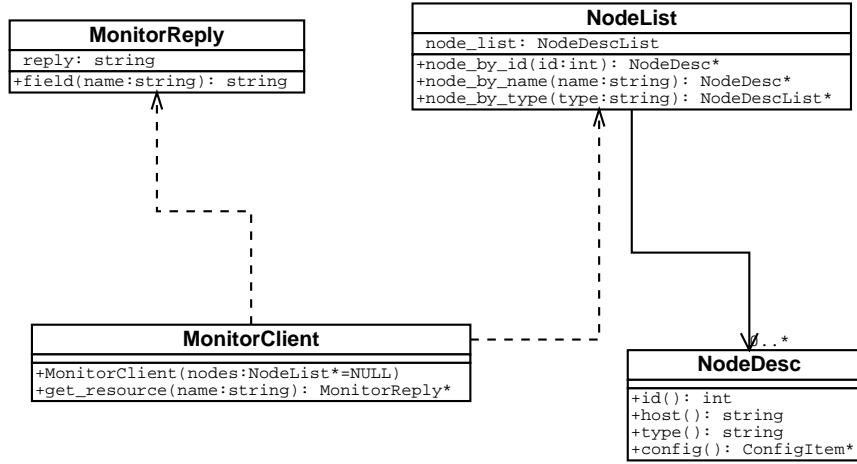 MonitorReply
reply: string
+field(name:string): string
NodeList
node_list: NodeDescList
+node_by_id(id:int): NodeDesc*
+node_by_name(name:string): NodeDesc*
+node_by_type(type:string): NodeDescList*
MonitorClient
+MonitorClient(nodes:NodeList*=NULL)
+get_resource(name:string): MonitorReply*
0..*
NodeDesc
+id(): int
+host(): string
+type(): string
+config(): ConfigItem*